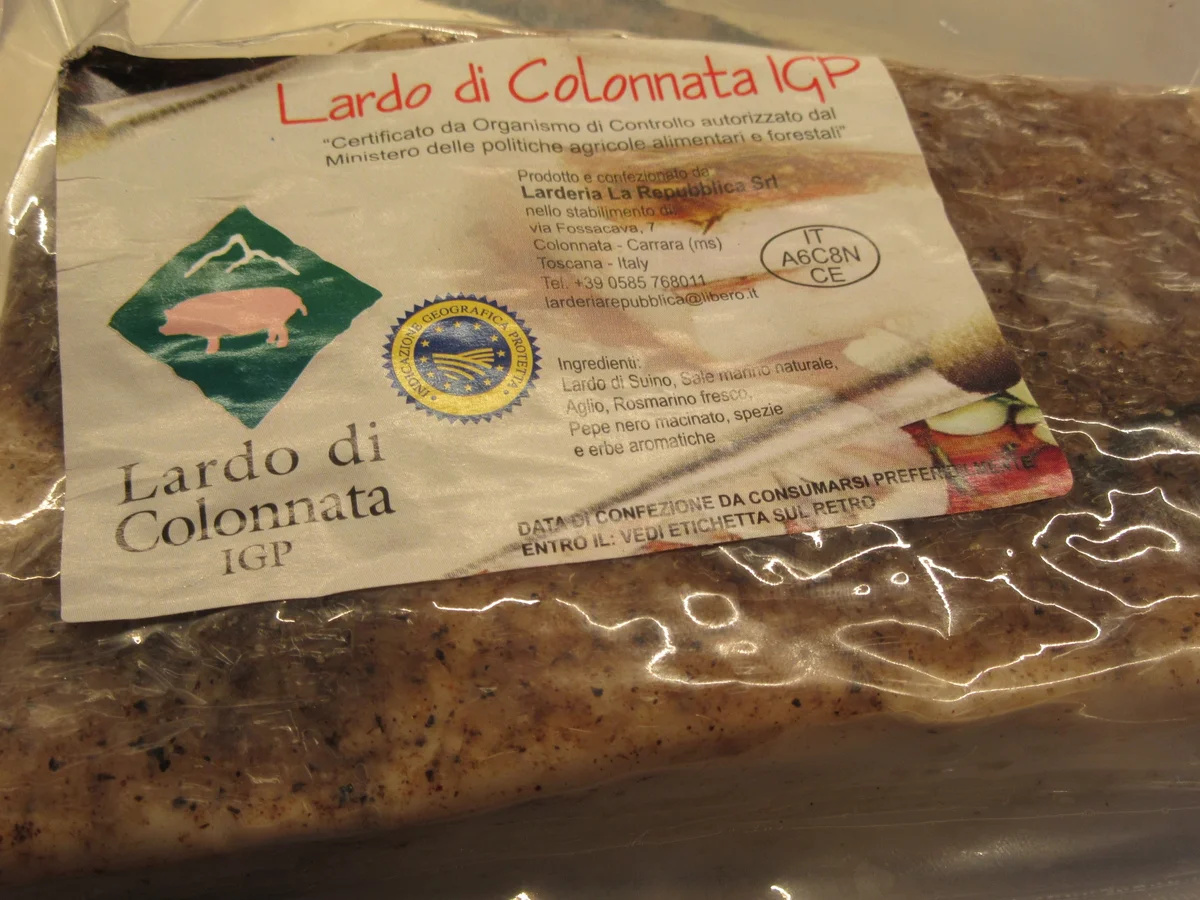 Lardo di Colonnata IGP
"Certificato da Organismo di Controllo autorizzato dal
Ministero delle politiche agricole alimentari e forestali"
Prodotto e confezionato da
Larderia La Repubblica Srl
nello stabilimento di
via Fossacava, 7
Colonnata - Carrara (ms)
Toscana - Italy
Tel. +39 0585 768011
larderiarepubblica@libero.it
IT
A6C8N
CE
INDICAZIONE GEOGRAFICA PROTETTA
Ingredienti:
Lardo di Suino, Sale marino naturale,
Aglio, Rosmarino fresco,
Pepe nero macinato, spezie
e erbe aromatiche
Lardo di
Colonnata
IGP
DATA DI CONFEZIONE DA CONSUMARSI PREFERIBILMENTE
ENTRO IL: VEDI ETICHETTA SUL RETRO